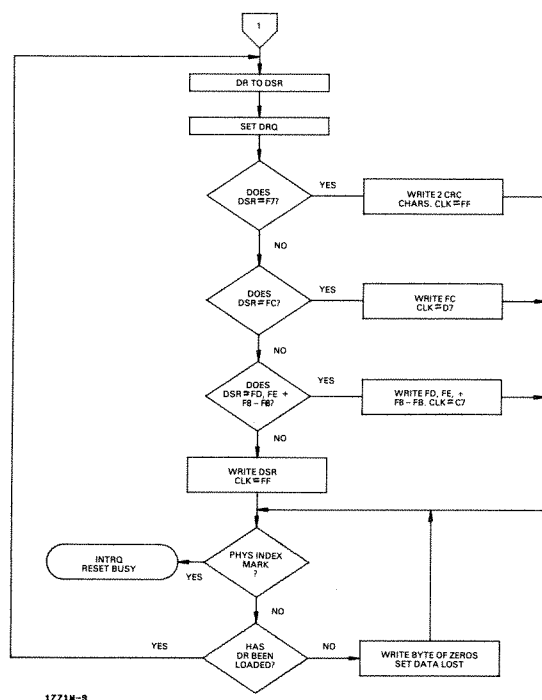 1
DR TO DSR
SET DRQ
DOES
DSR=F7?
YES
WRITE 2 CRC
CHARS. CLK=FF
NO
DOES
DSR=FC?
YES
WRITE FC
CLK=D7
NO
DOES
DSR=FD, FE +
F8-FB?
YES
WRITE FD, FE, +
F8-FB. CLK=C7
NO
WRITE DSR
CLK=FF
PHYS INDEX
MARK
?
YES
INTRQ
RESET BUSY
NO
YES
HAS
DR BEEN
LOADED?
NO
WRITE BYTE OF ZEROS
SET DATA LOST
1771M-9